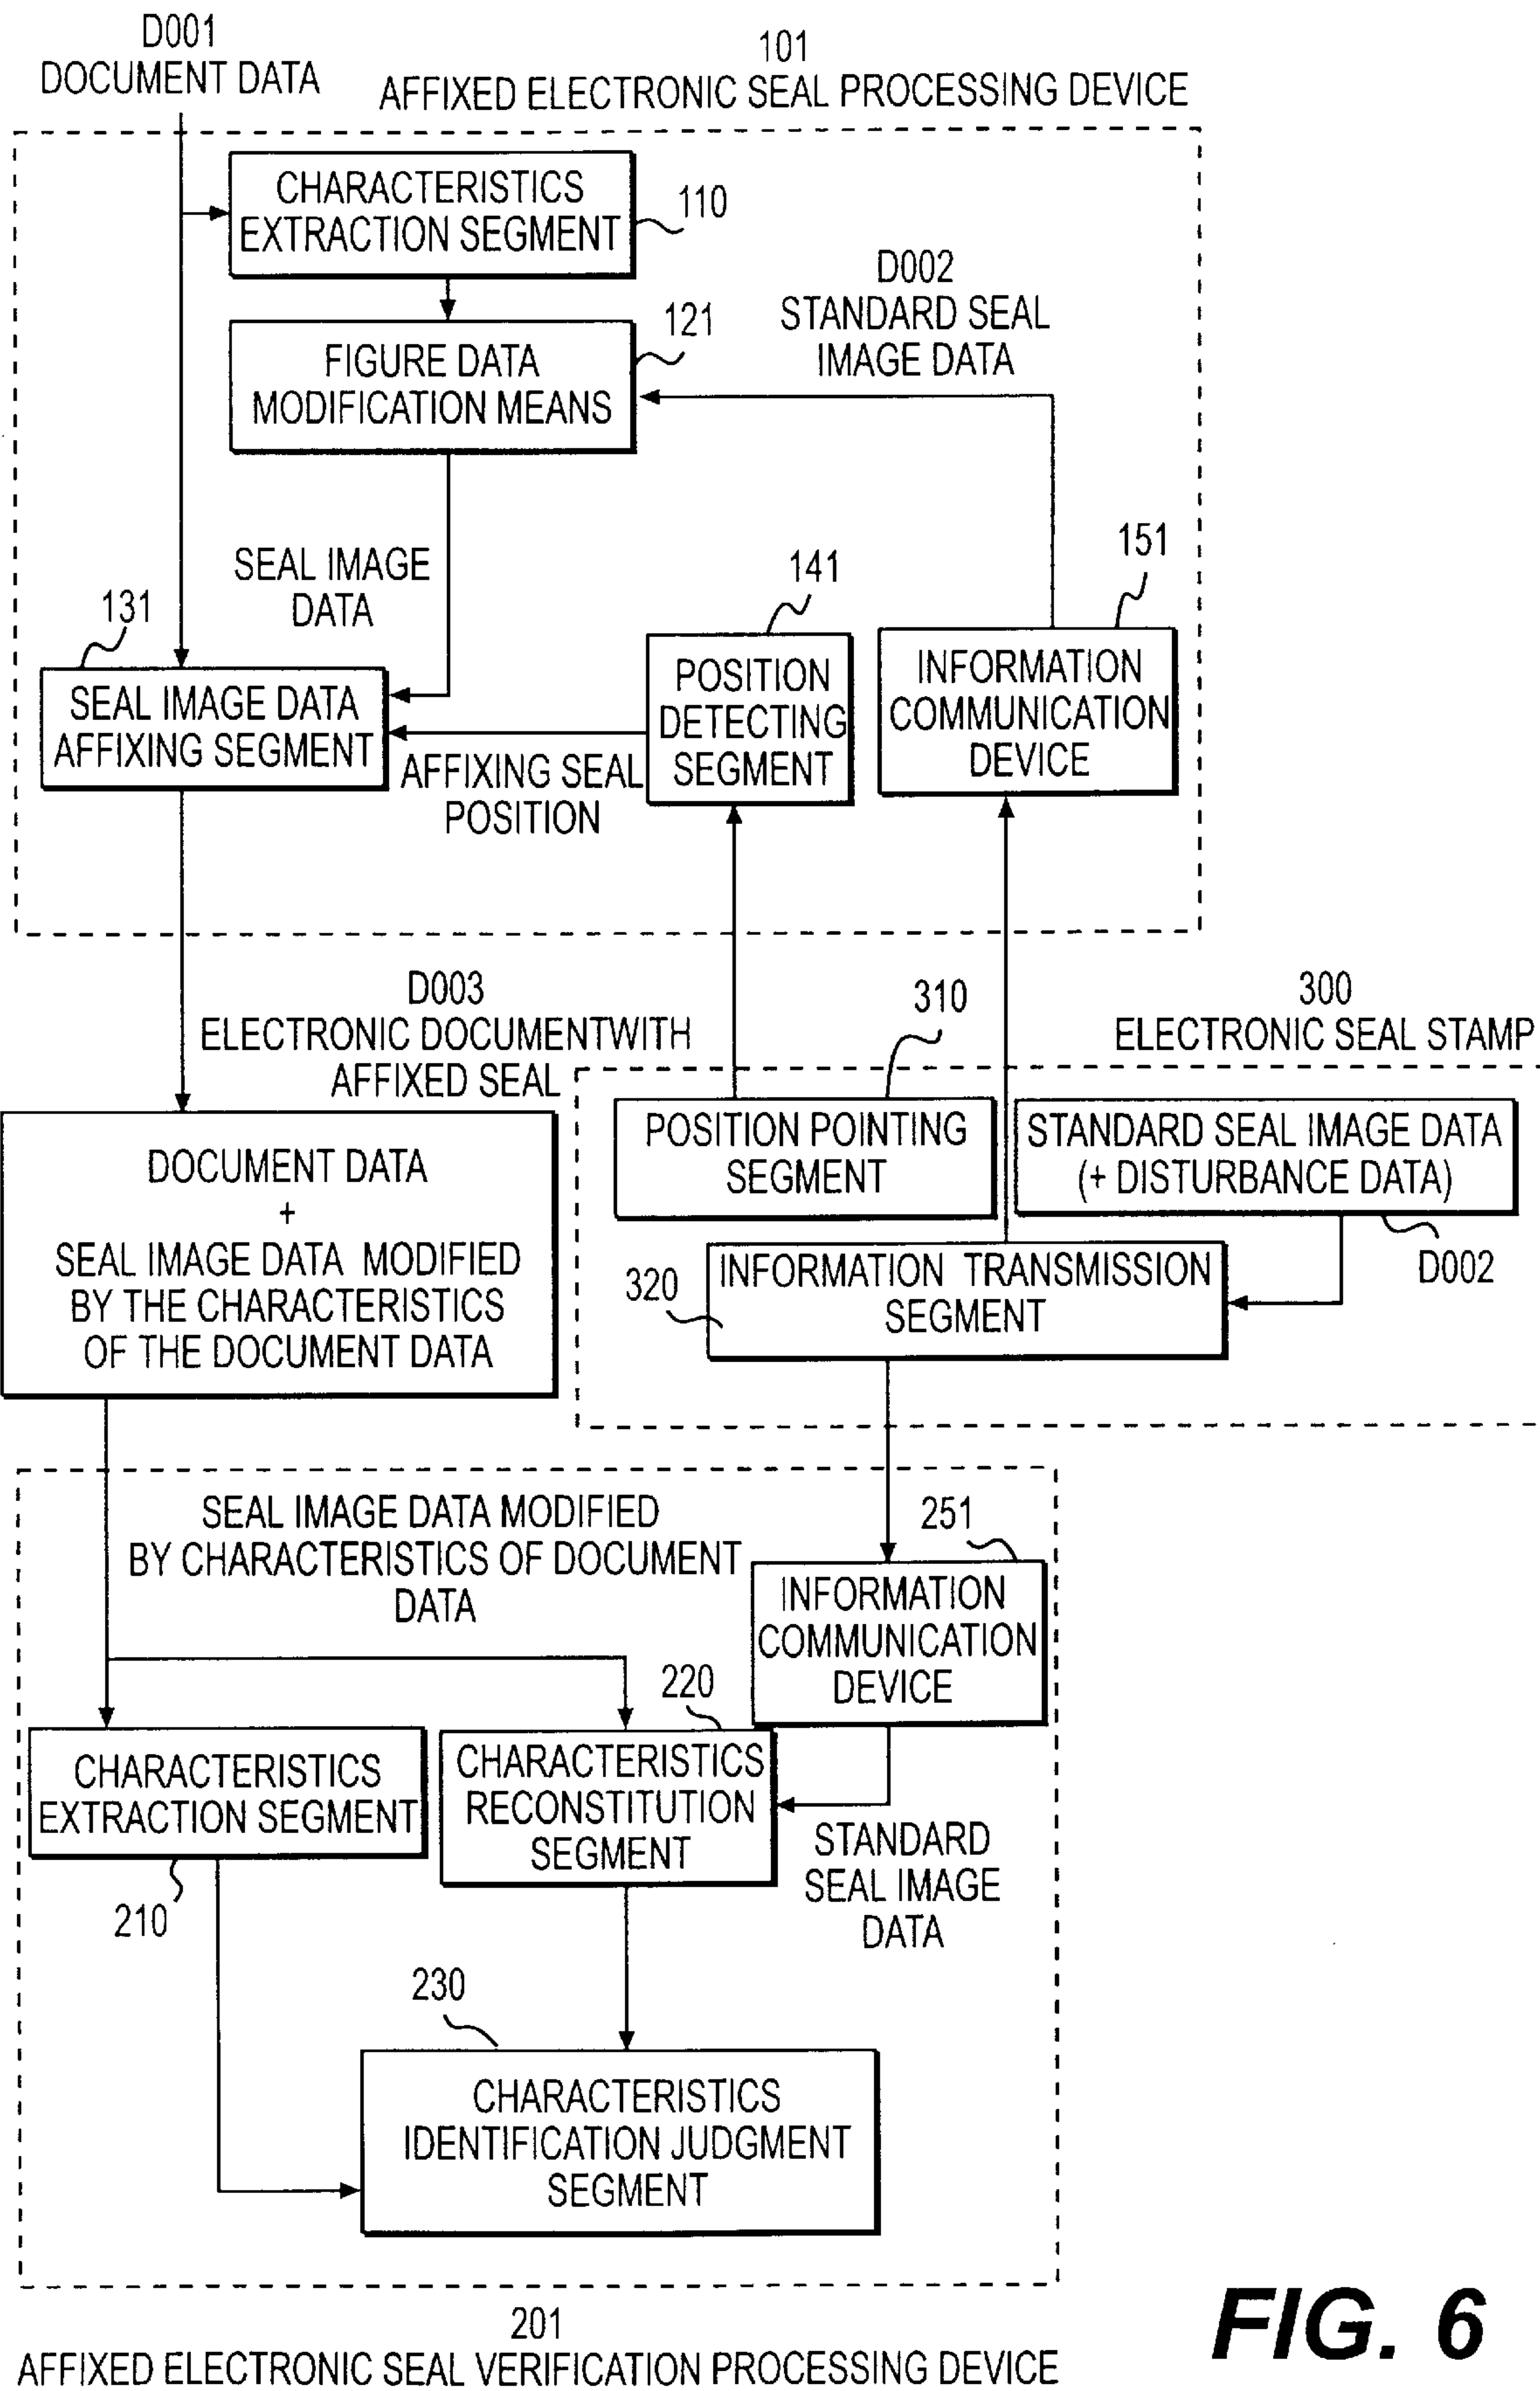 D001
DOCUMENT DATA
101
AFFIXED ELECTRONIC SEAL PROCESSING DEVICE
CHARACTERISTICS
EXTRACTION SEGMENT
110
D002
STANDARD SEAL
IMAGE DATA
FIGURE DATA
MODIFICATION MEANS
121
SEAL IMAGE
DATA
131
SEAL IMAGE DATA
AFFIXING SEGMENT
141
POSITION
DETECTING
SEGMENT
151
INFORMATION
COMMUNICATION
DEVICE
AFFIXING SEAL
POSITION
D003
ELECTRONIC DOCUMENTWITH
AFFIXED SEAL
310
300
ELECTRONIC SEAL STAMP
DOCUMENT DATA
+
SEAL IMAGE DATA MODIFIED
BY THE CHARACTERISTICS
OF THE DOCUMENT DATA
POSITION POINTING
SEGMENT
STANDARD SEAL IMAGE DATA
(+ DISTURBANCE DATA)
D002
320
INFORMATION TRANSMISSION
SEGMENT
SEAL IMAGE DATA MODIFIED
BY CHARACTERISTICS OF DOCUMENT
DATA
251
INFORMATION
COMMUNICATION
DEVICE
220
CHARACTERISTICS
EXTRACTION SEGMENT
210
CHARACTERISTICS
RECONSTITUTION
SEGMENT
STANDARD
SEAL IMAGE
DATA
230
CHARACTERISTICS
IDENTIFICATION JUDGMENT
SEGMENT
201
AFFIXED ELECTRONIC SEAL VERIFICATION PROCESSING DEVICE
FIG. 6